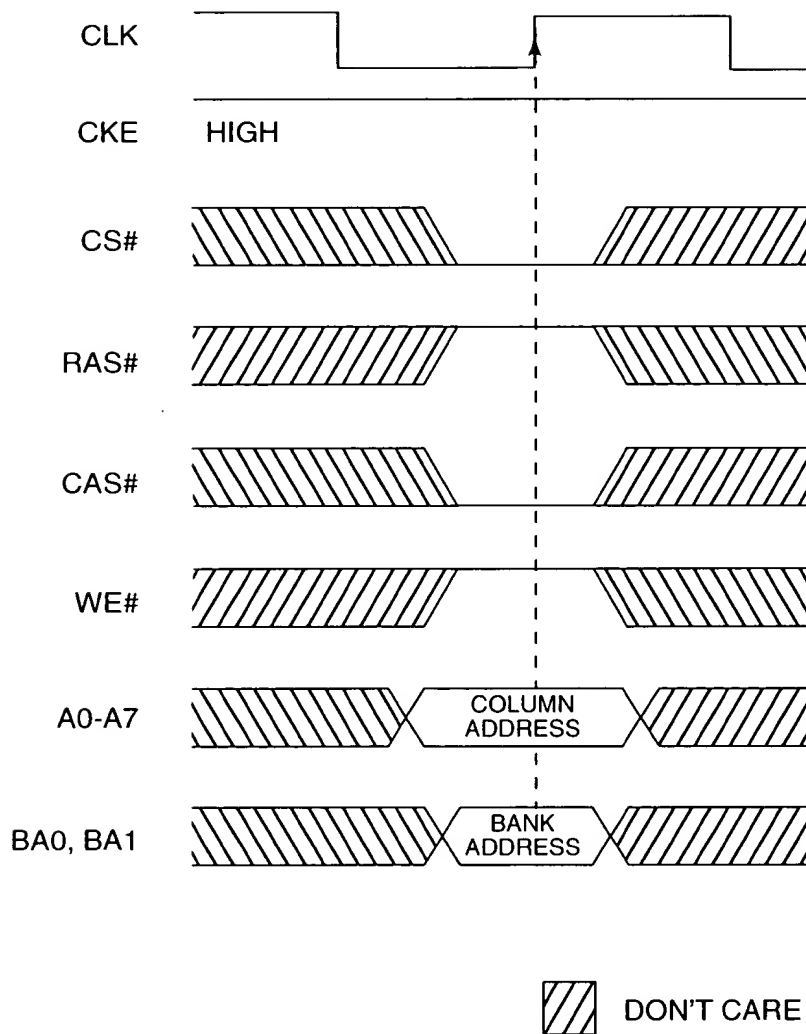 CLK
CKE HIGH
CS#
RAS#
CAS#
WE#
A0-A7 COLUMN
ADDRESS
BA0, BA1 BANK
ADDRESS
DON'T CARE